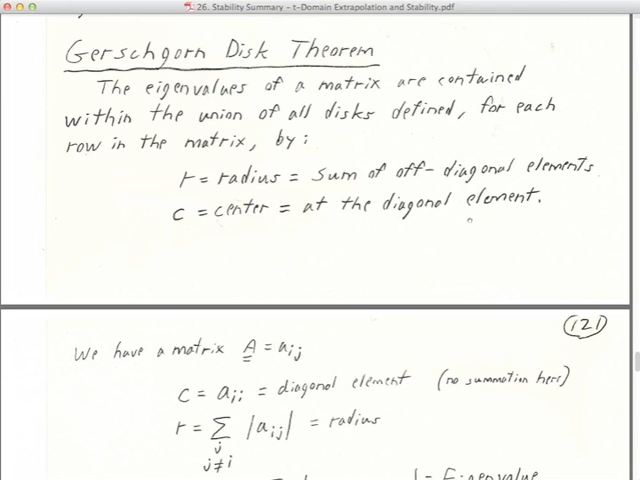 26. Stability Summary – t-Domain Extrapolation and Stability.pdf
Gerschgorn Disk Theorem
The eigenvalues of a matrix are contained
within the union of all disks defined, for each
row in the matrix, by:
r = radius = sum of off-diagonal elements
c = center = at the diagonal element.
(121)
We have a matrix A = aij
c = aii = diagonal element (no summation here)
r = ∑ |aij| = radius
j
j≠i
Eigenvalue